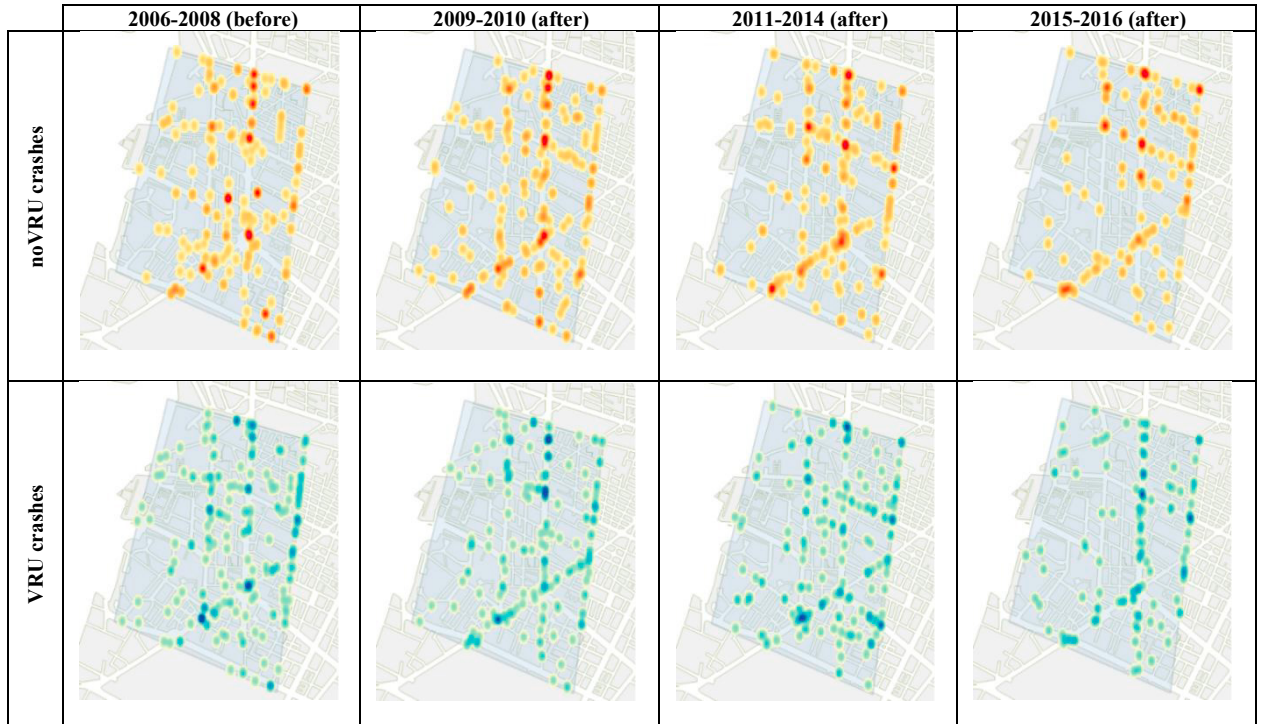 2006-2008 (before)
2009-2010 (after)
2011-2014 (after)
2015-2016 (after)
noVRU crashes
VRU crashes